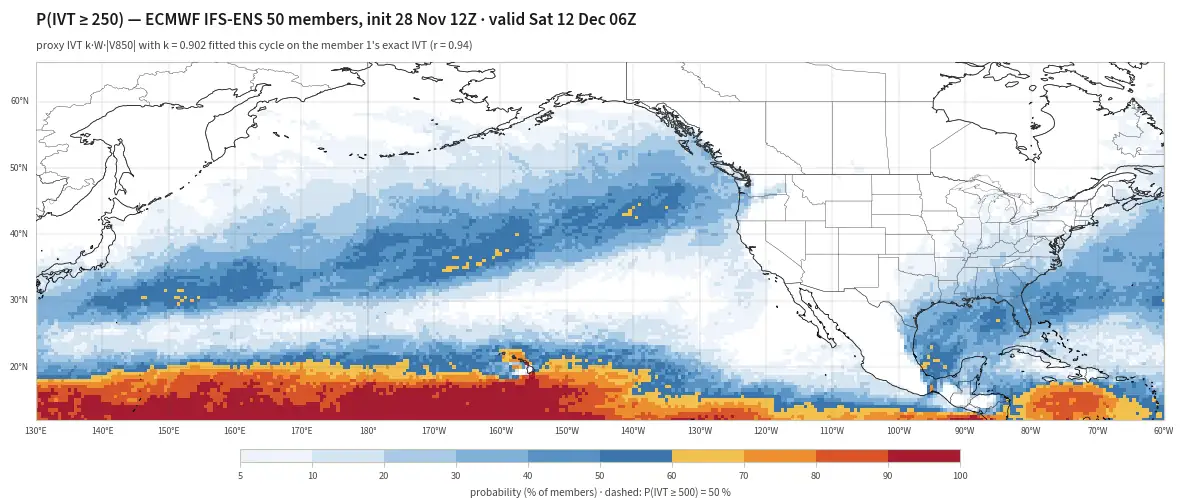 P(IVT ≥ 250) — ECMWF IFS-ENS 50 members, init 28 Nov 12Z · valid Sat 12 Dec 06Z
proxy IVT k·W·|V850| with k = 0.902 fitted this cycle on the member 1's exact IVT (r = 0.94)
60°N
50°N
40°N
30°N
20°N
130°E 140°E 150°E 160°E 170°E 180° 170°W 160°W 150°W 140°W 130°W 120°W 110°W 100°W 90°W 80°W 70°W 60°W
5 10 20 30 40 50 60 70 80 90 100
probability (% of members) · dashed: P(IVT ≥ 500) = 50 %